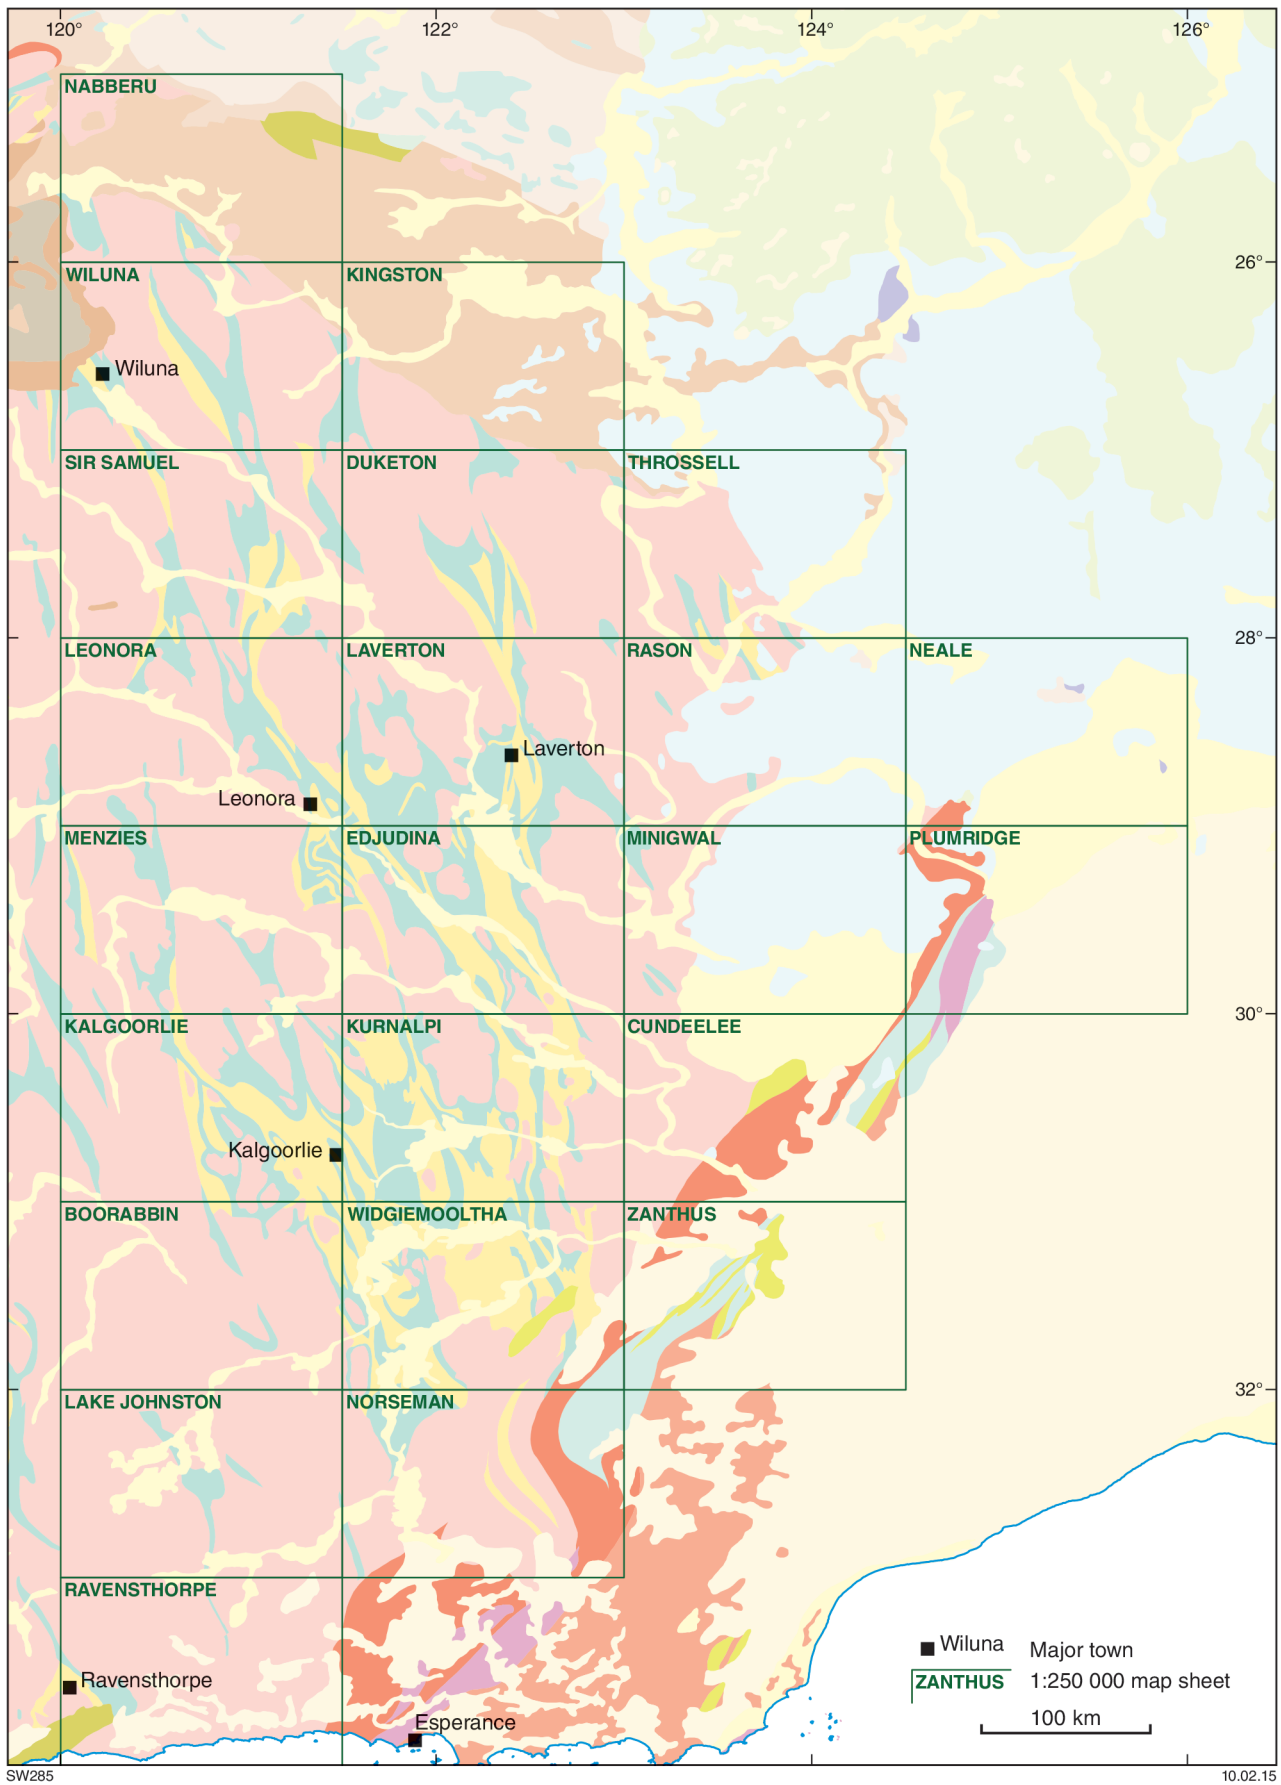 120° 122° 124° 126°
NABBERU
26°
WILUNA KINGSTON
Wiluna
SIR SAMUEL DUKETON THROSSELL
28°
LEONORA LAVERTON RASON NEALE
Laverton
Leonora
MENZIES EDJUDINA MINIGWAL PLUMRIDGE
30°
KALGOORLIE KURNALPI CUNDEELEE
Kalgoorlie
BOORABBIN WIDGIEMOOLTHA ZANTHUS
32°
LAKE JOHNSTON NORSEMAN
RAVENSTHORPE
Wiluna Major town
Ravensthorpe
ZANTHUS 1:250 000 map sheet
100 km
Esperance
SW285 10.02.15